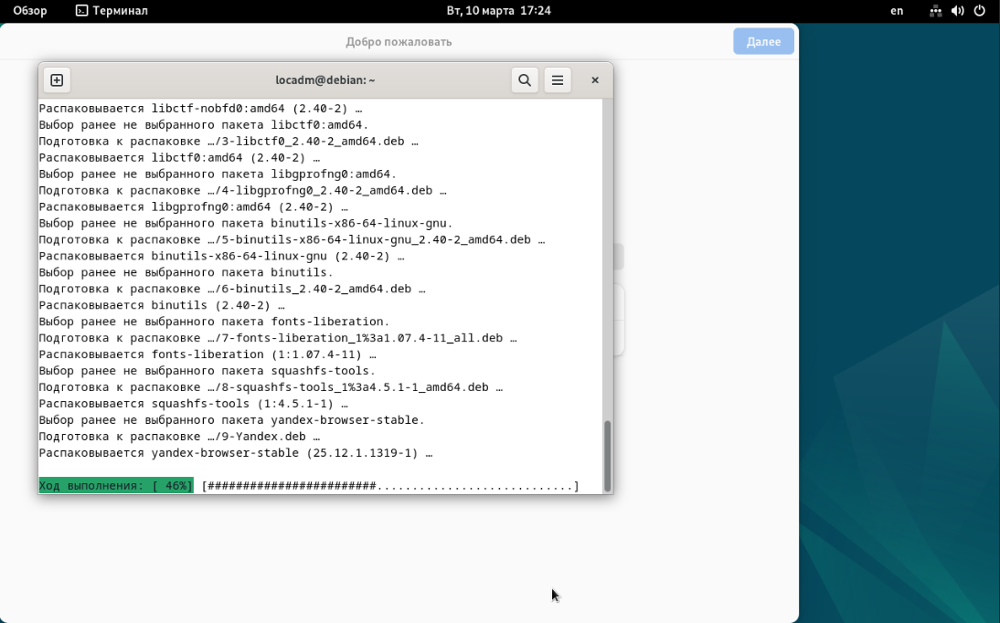 Обзор
Терминал
Вт, 10 марта 17:24
en
Добро пожаловать
Далее
locadm@debian: ~
Распаковывается libctf-nobfd0:amd64 (2.40-2) …
Выбор ранее не выбранного пакета libctf0:amd64.
Подготовка к распаковке …/3-libctf0_2.40-2_amd64.deb …
Распаковывается libctf0:amd64 (2.40-2) …
Выбор ранее не выбранного пакета libgprofng0:amd64.
Подготовка к распаковке …/4-libgprofng0_2.40-2_amd64.deb …
Распаковывается libgprofng0:amd64 (2.40-2) …
Выбор ранее не выбранного пакета binutils-x86-64-linux-gnu.
Подготовка к распаковке …/5-binutils-x86-64-linux-gnu_2.40-2_amd64.deb …
Распаковывается binutils-x86-64-linux-gnu (2.40-2) …
Выбор ранее не выбранного пакета binutils.
Подготовка к распаковке …/6-binutils_2.40-2_amd64.deb …
Распаковывается binutils (2.40-2) …
Выбор ранее не выбранного пакета fonts-liberation.
Подготовка к распаковке …/7-fonts-liberation_1%3a1.07.4-11_all.deb …
Распаковывается fonts-liberation (1:1.07.4-11) …
Выбор ранее не выбранного пакета squashfs-tools.
Подготовка к распаковке …/8-squashfs-tools_1%3a4.5.1-1_amd64.deb …
Распаковывается squashfs-tools (1:4.5.1-1) …
Выбор ранее не выбранного пакета yandex-browser-stable.
Подготовка к распаковке …/9-Yandex.deb …
Распаковывается yandex-browser-stable (25.12.1.1319-1) …
Ход выполнения: [ 46%] [########################............................]